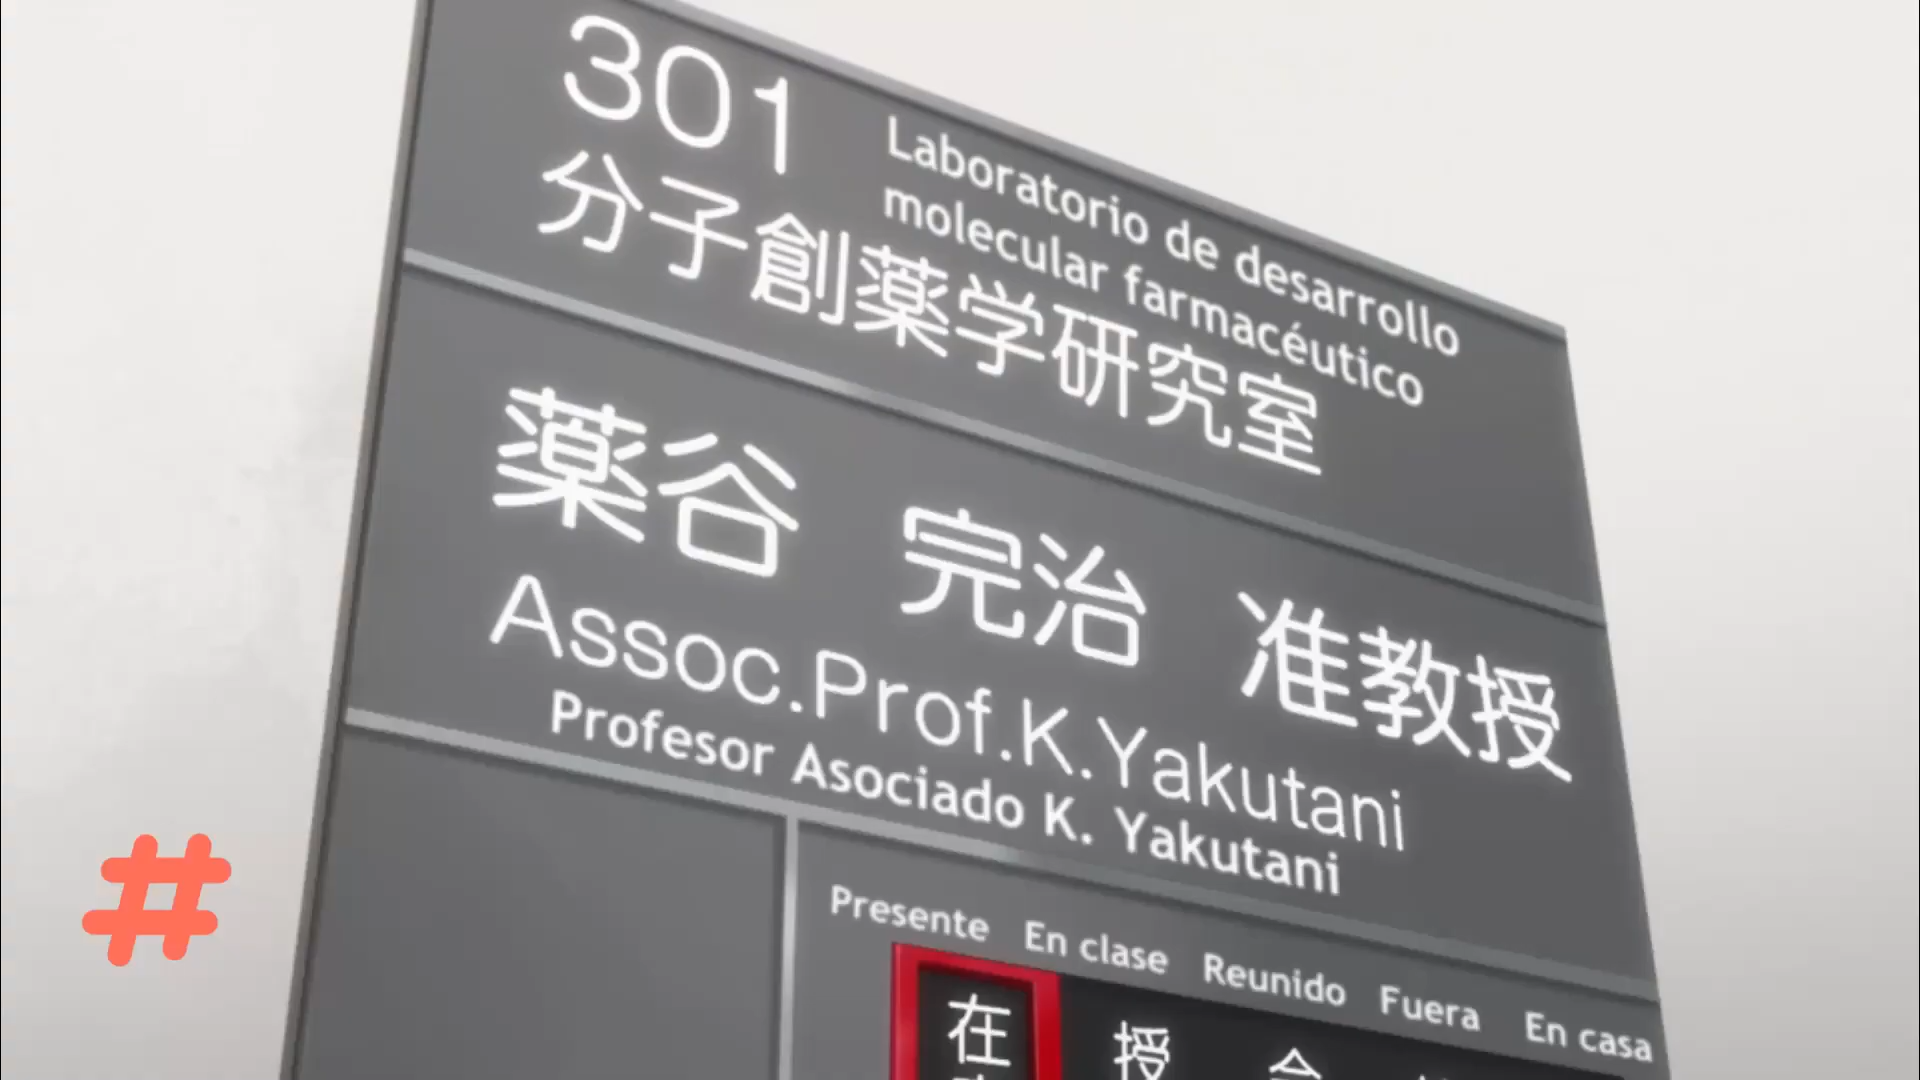 301
Laboratorio de desarrollo
molecular farmacéutico
分子創薬学研究室
薬谷 完治 准教授
Assoc.Prof.K.Yakutani
Profesor Asociado K. Yakutani
Presente En clase Reunido Fuera En casa
在 授 会